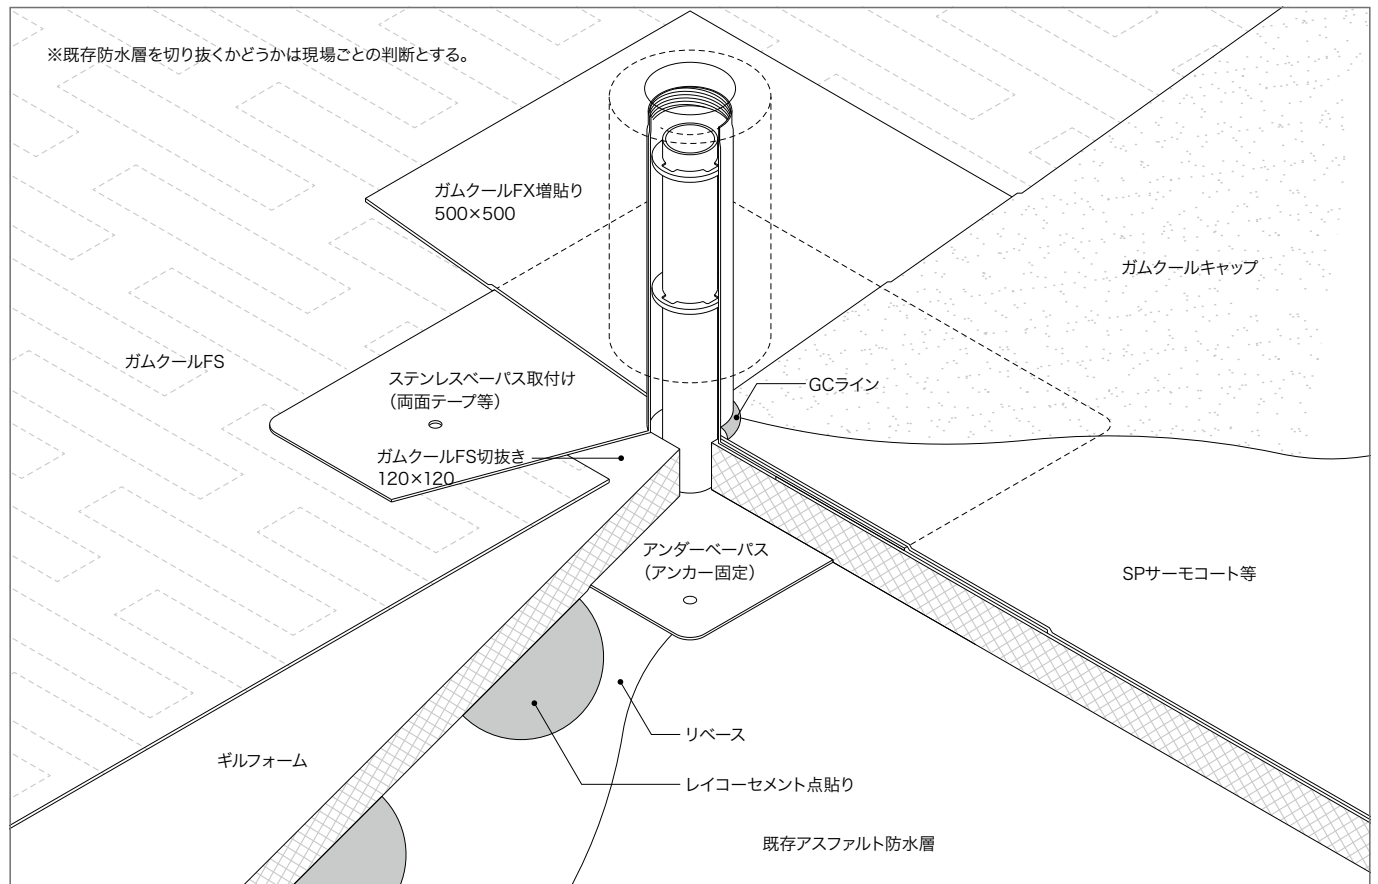 ※既存防水層を切り抜くかどうかは現場ごとの判断とする。
ガムクールFX増貼り
500×500
ガムクールキャップ
ガムクールFS
ステンレスベーパス取付け
（両面テープ等）
GCライン
ガムクールFS切抜き
120×120
アンダーベーパス
（アンカー固定）
SPサーモコート等
リベース
ギルフォーム
レイコーセメント点貼り
既存アスファルト防水層